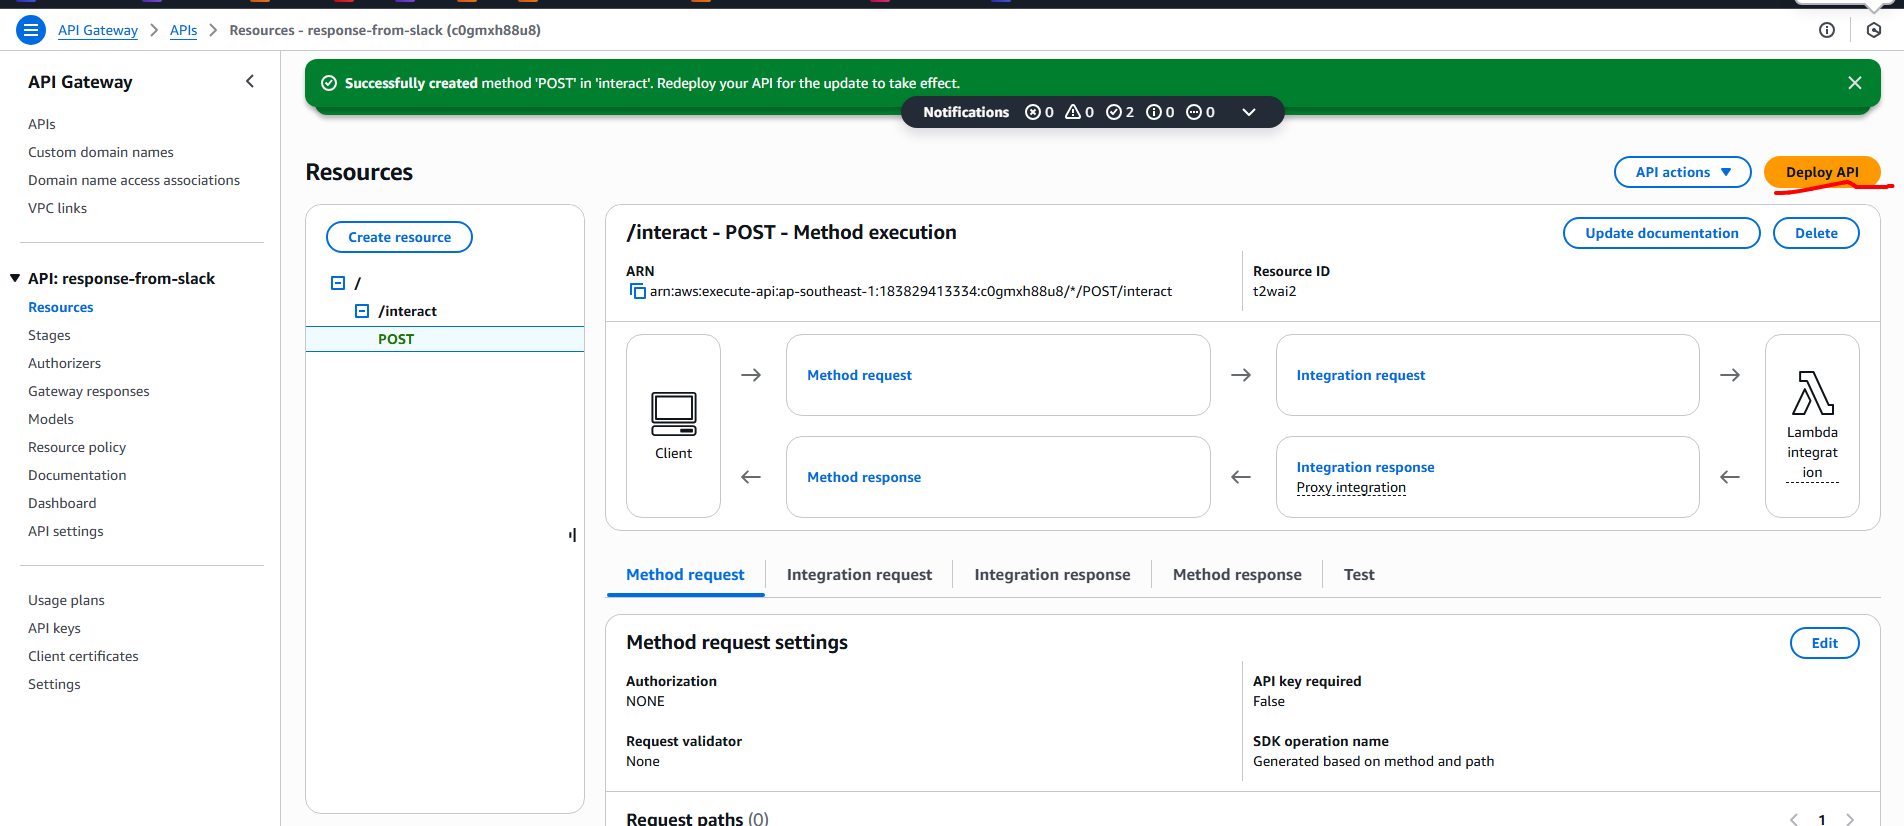 API Gateway > APIs > Resources - response-from-slack (c0gmxh88u8)
API Gateway
APIs
Custom domain names
Domain name access associations
VPC links
API: response-from-slack
Resources
Stages
Authorizers
Gateway responses
Models
Resource policy
Documentation
Dashboard
API settings
Usage plans
API keys
Client certificates
Settings
Successfully created method 'POST' in 'interact'. Redeploy your API for the update to take effect.
Notifications 0 0 2 0 0
Resources
API actions
Deploy API
Create resource
/
/interact
POST
/interact - POST - Method execution
Update documentation
Delete
ARN
arn:aws:execute-api:ap-southeast-1:183829413334:c0gmxh88u8/*/POST/interact
Resource ID
t2wai2
Client
Method request
Integration request
Method response
Integration response
Proxy integration
Lambda
integrat
ion
Method request
Integration request
Integration response
Method response
Test
Method request settings
Edit
Authorization
NONE
API key required
False
Request validator
None
SDK operation name
Generated based on method and path
Request paths (0)
1